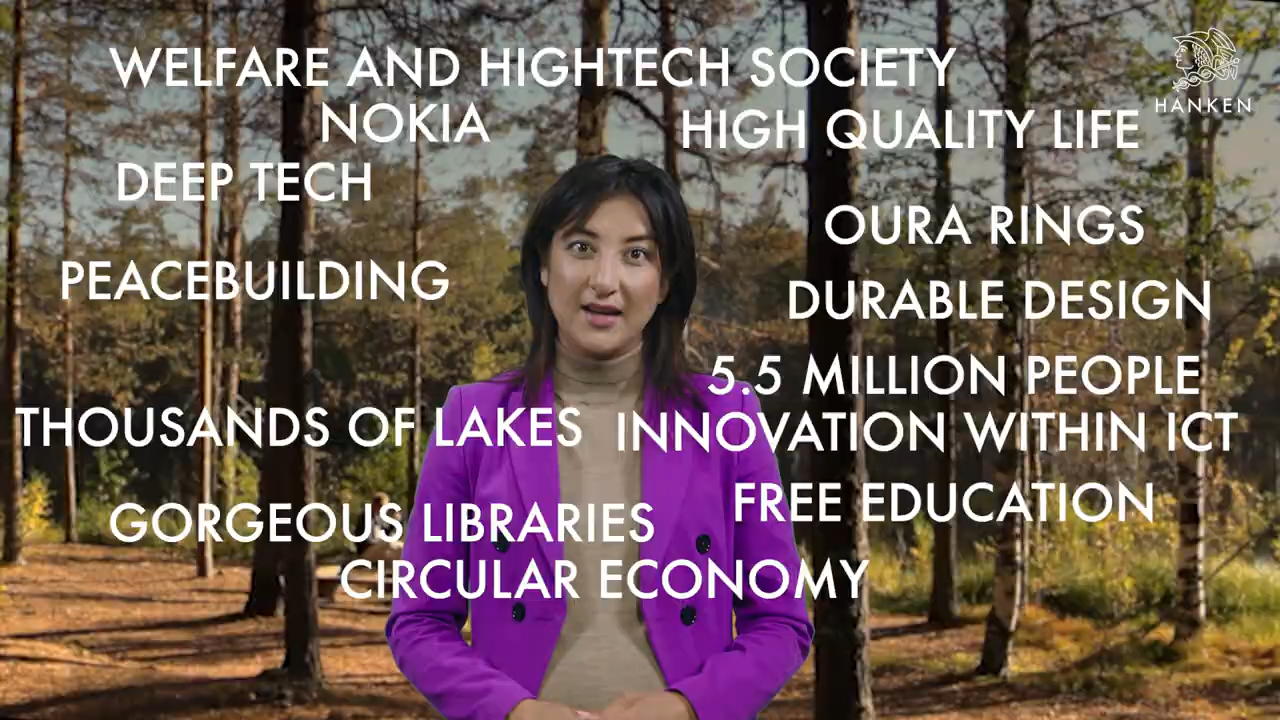 WELFARE AND HIGHTECH SOCIETY
NOKIA
HIGH QUALITY LIFE
HANKEN
DEEP TECH
OURA RINGS
PEACEBUILDING
DURABLE DESIGN
5.5 MILLION PEOPLE
THOUSANDS OF LAKES
INNOVATION WITHIN ICT
FREE EDUCATION
GORGEOUS LIBRARIES
CIRCULAR ECONOMY